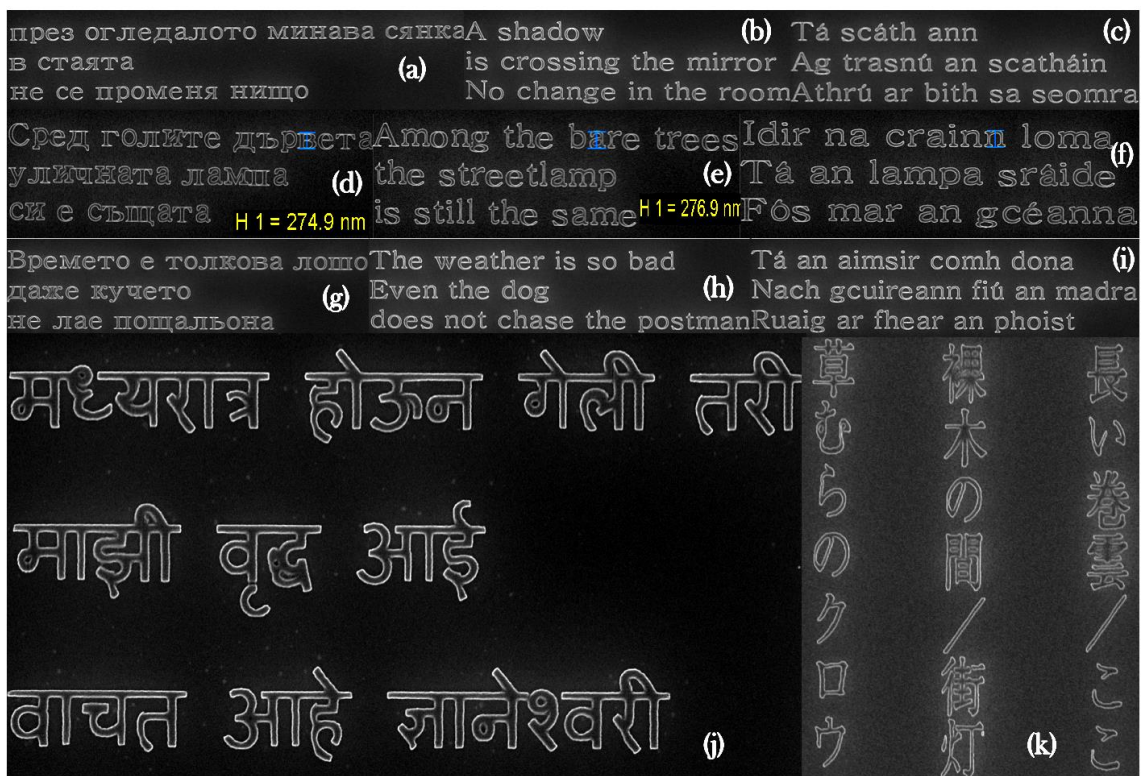 през огледалото минава сянка
в стаята
не се променя нищо
(a)
A shadow
is crossing the mirror
No change in the room
(b)
Tá scáth ann
Ag trasnú an scatháin
Athrú ar bith sa seomra
(c)
Сред голите дървета
уличната лампа
си е същата
(d)
H 1 = 274.9 nm
Among the bare trees
the streetlamp
is still the same
(e)
H 1 = 276.9 nm
Idir na crainn loma
Tá an lampa sráide
Fós mar an gcéanna
(f)
Времето е толкова лошо
даже кучето
не лае пощальона
(g)
The weather is so bad
Even the dog
does not chase the postman
(h)
Tá an aimsir comh dona
Nach gcuireann fiú an madra
Ruaig ar fhear an phoist
(i)
मध्यरात्र होऊन गेली तरी
माझी वृद्ध आई
वाचत आहे ज्ञानेश्वरी
(j)
長い巻雲/ここ
裸木の間/街灯
草むらのクロウ
(k)